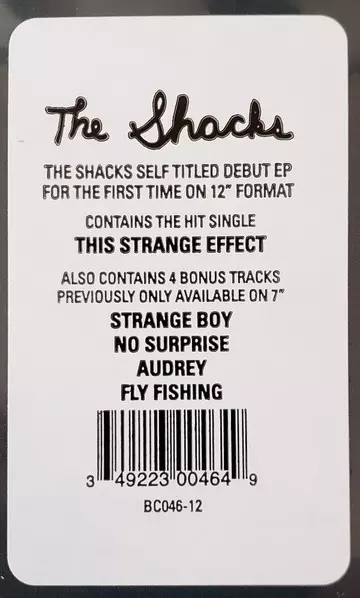 The Shacks
THE SHACKS SELF TITLED DEBUT EP
FOR THE FIRST TIME ON 12" FORMAT
CONTAINS THE HIT SINGLE
THIS STRANGE EFFECT
ALSO CONTAINS 4 BONUS TRACKS
PREVIOUSLY ONLY AVAILABLE ON 7"
STRANGE BOY
NO SURPRISE
AUDREY
FLY FISHING
3 49223 00464 9
BC046-12